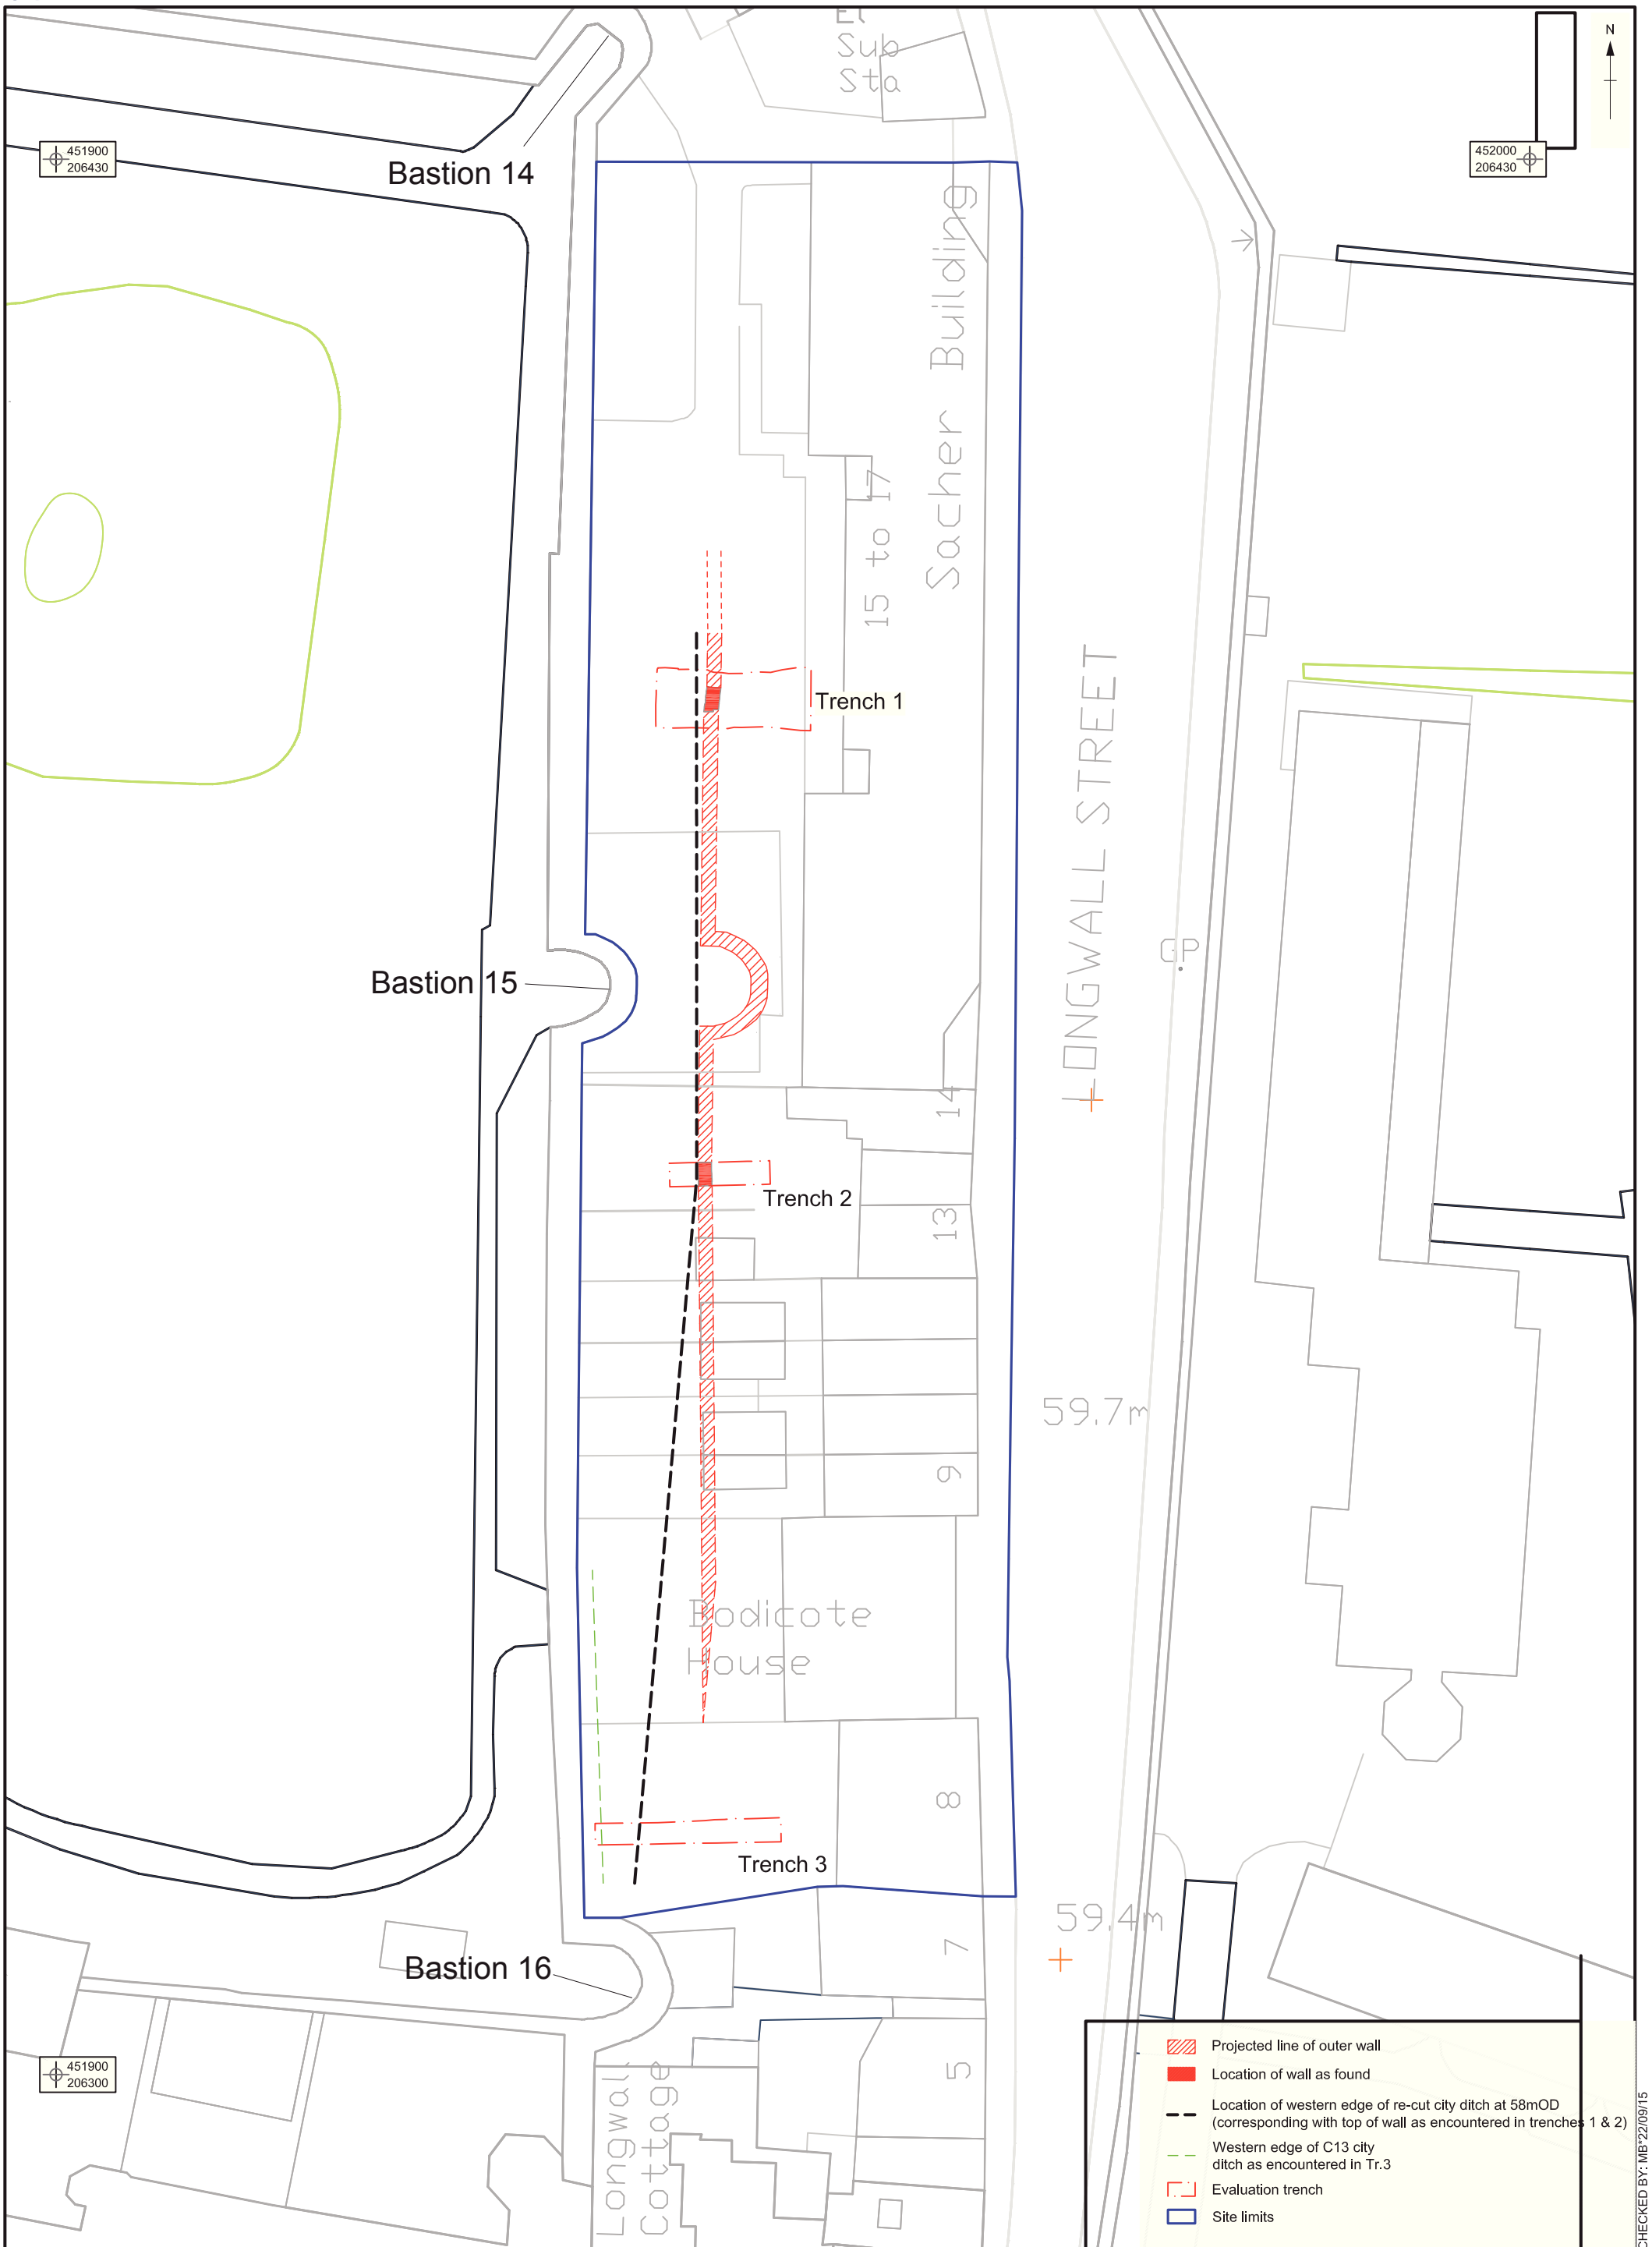 El
Sub
Sta
N
451900
206430
452000
206430
Bastion 14
Sacher Building
15 to 17
Trench 1
LONGWALL STREET
GP
Bastion 15
14
Trench 2
13
59.7m
9
Bodicote
House
8
Trench 3
59.4m
7
Bastion 16
5
451900
206300
Longwall
Cottage
Projected line of outer wall
Location of wall as found
Location of western edge of re-cut city ditch at 58mOD
(corresponding with top of wall as encountered in trenches 1 & 2)
Western edge of C13 city
ditch as encountered in Tr.3
Evaluation trench
Site limits
CHECKED BY: MB*22/09/15